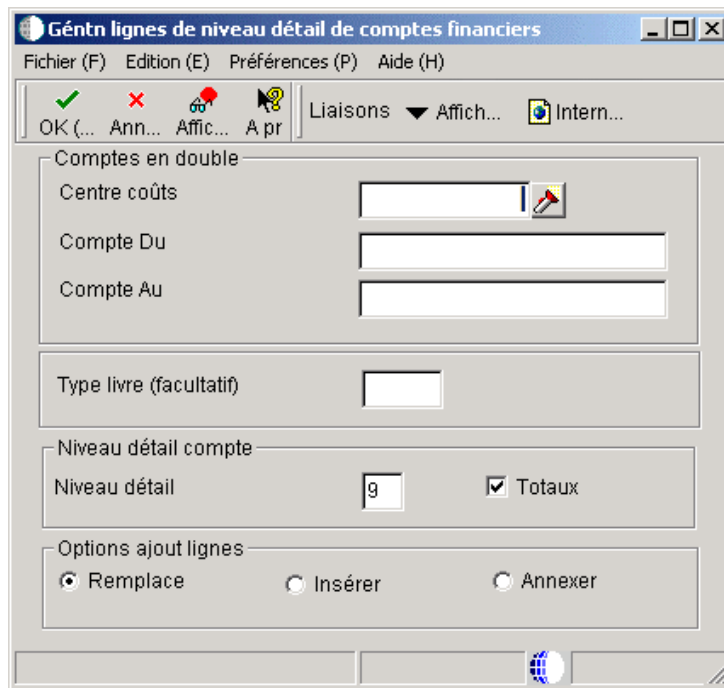 Géntn lignes de niveau détail de comptes financiers
Fichier (F) Edition (E) Préférences (P) Aide (H)
OK (... Ann... Affic... A pr Liaisons Affich... Intern...
Comptes en double
Centre coûts
Compte Du
Compte Au
Type livre (facultatif)
Niveau détail compte
Niveau détail 9 Totaux
Options ajout lignes
Remplace Insérer Annexer